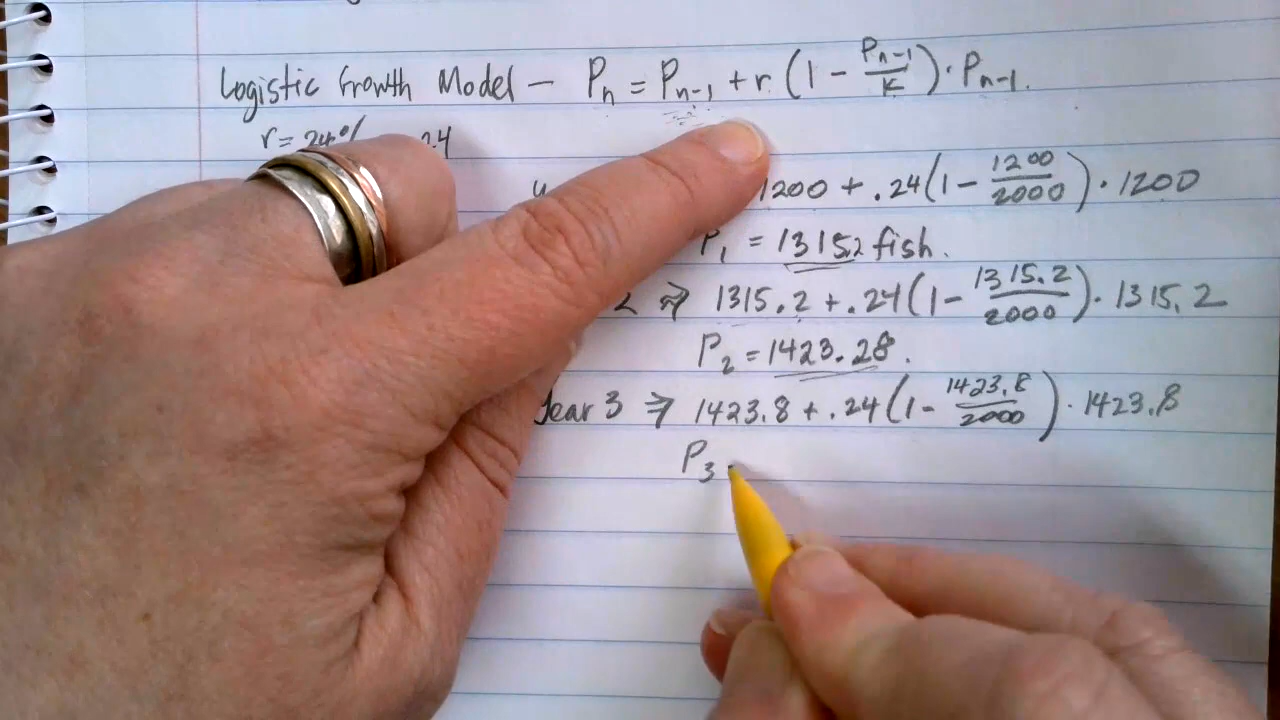 Logistic Growth Model — Pₙ = Pₙ₋₁ + r (1 - Pₙ₋₁/K) · Pₙ₋₁.
r = 24% .24
1200 + .24(1 - 1200/2000) · 1200
P₁ = 1315.2 fish.
2 ⇒ 1315.2 + .24(1 - 1315.2/2000) · 1315.2
P₂ = 1423.28.
Year 3 ⇒ 1423.8 + .24(1 - 1423.8/2000) · 1423.8
P₃